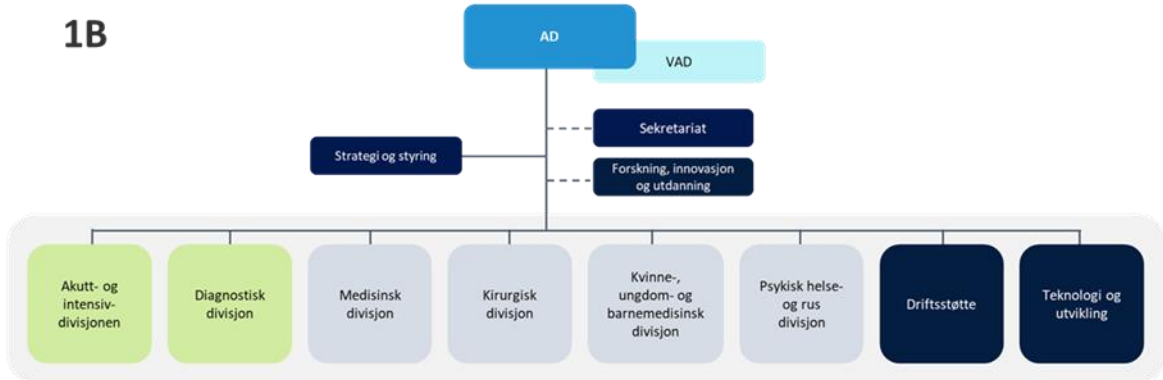 1B
AD
VAD
Sekretariat
Strategi og styring
Forskning, innovasjon
og utdanning
Akutt- og
intensiv-
divisjonen
Diagnostisk
divisjon
Medisinsk
divisjon
Kirurgisk
divisjon
Kvinne-,
ungdom- og
barnemedisinsk
divisjon
Psykisk helse-
og rus
divisjon
Driftsstøtte
Teknologi og
utvikling